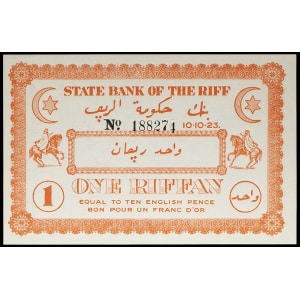 STATE BANK OF THE RIFF
بنك حكومة الريف
No. 188274 10-10-23.
واحد ريفان
1 ONE RIFFAN واحد
EQUAL TO TEN ENGLISH PENCE
BON POUR UN FRANC D'OR